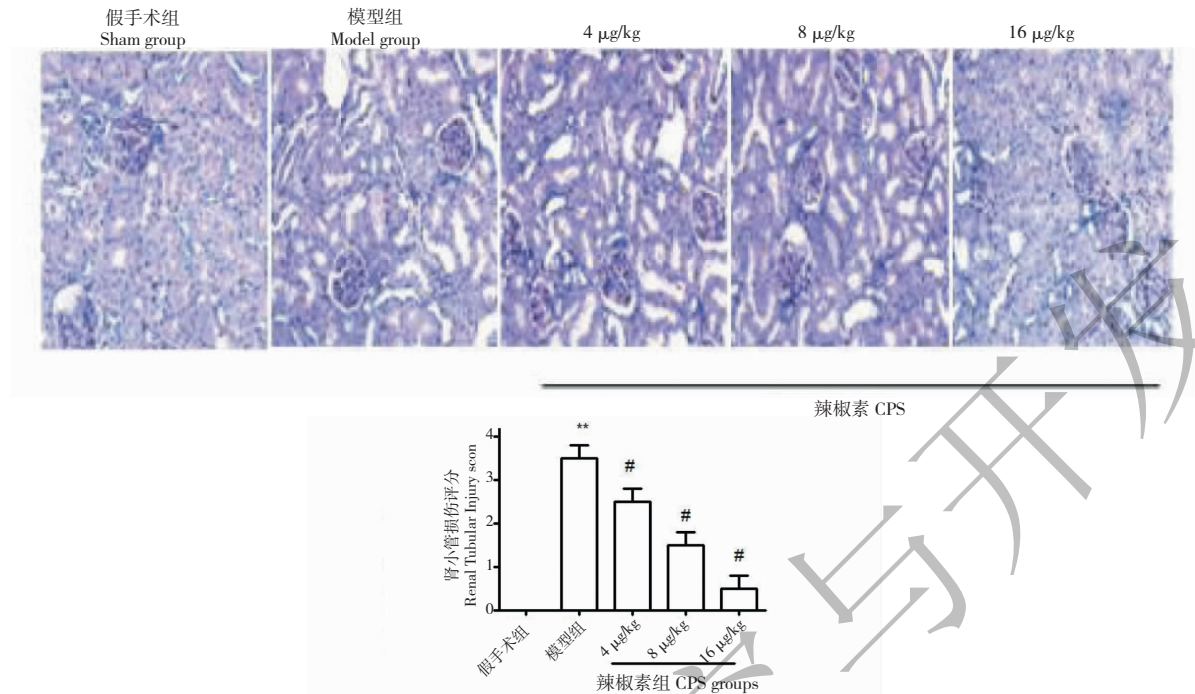 假手术组
Sham group
模型组
Model group
4 μg/kg
8 μg/kg
16 μg/kg
辣椒素 CPS
肾小管损伤评分
Renal Tubular Injury scon
4
3
2
1
0
**
#
#
#
假手术组
模型组
4 μg/kg
8 μg/kg
16 μg/kg
辣椒素组 CPS groups
与开发